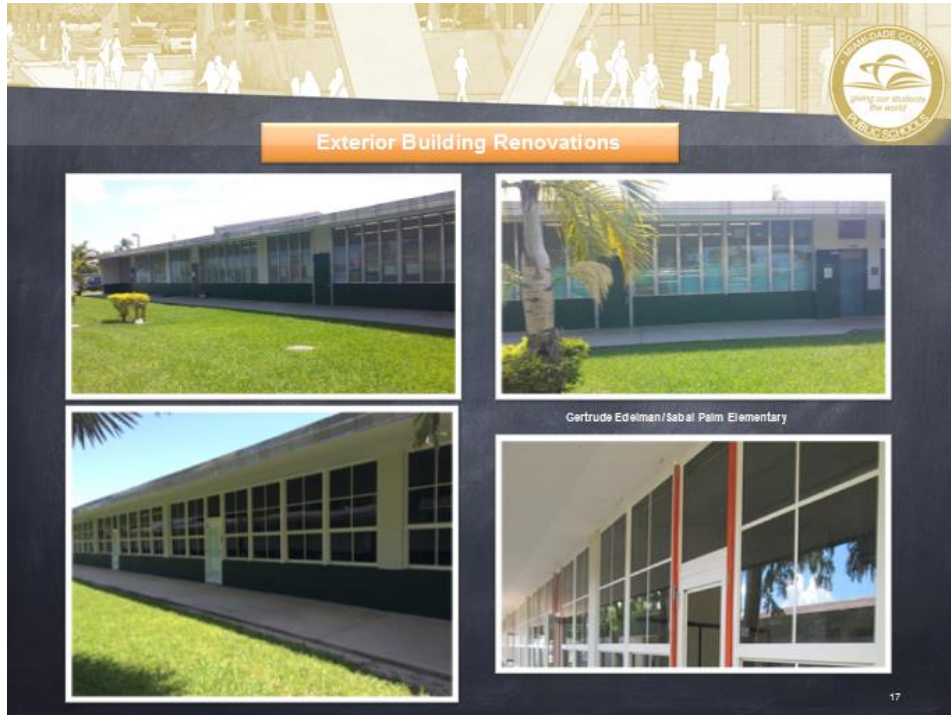 MIAMI-DADE COUNTY
giving our students
the world
PUBLIC SCHOOLS
Exterior Building Renovations
Gertrude Edelman/Sabal Palm Elementary
17